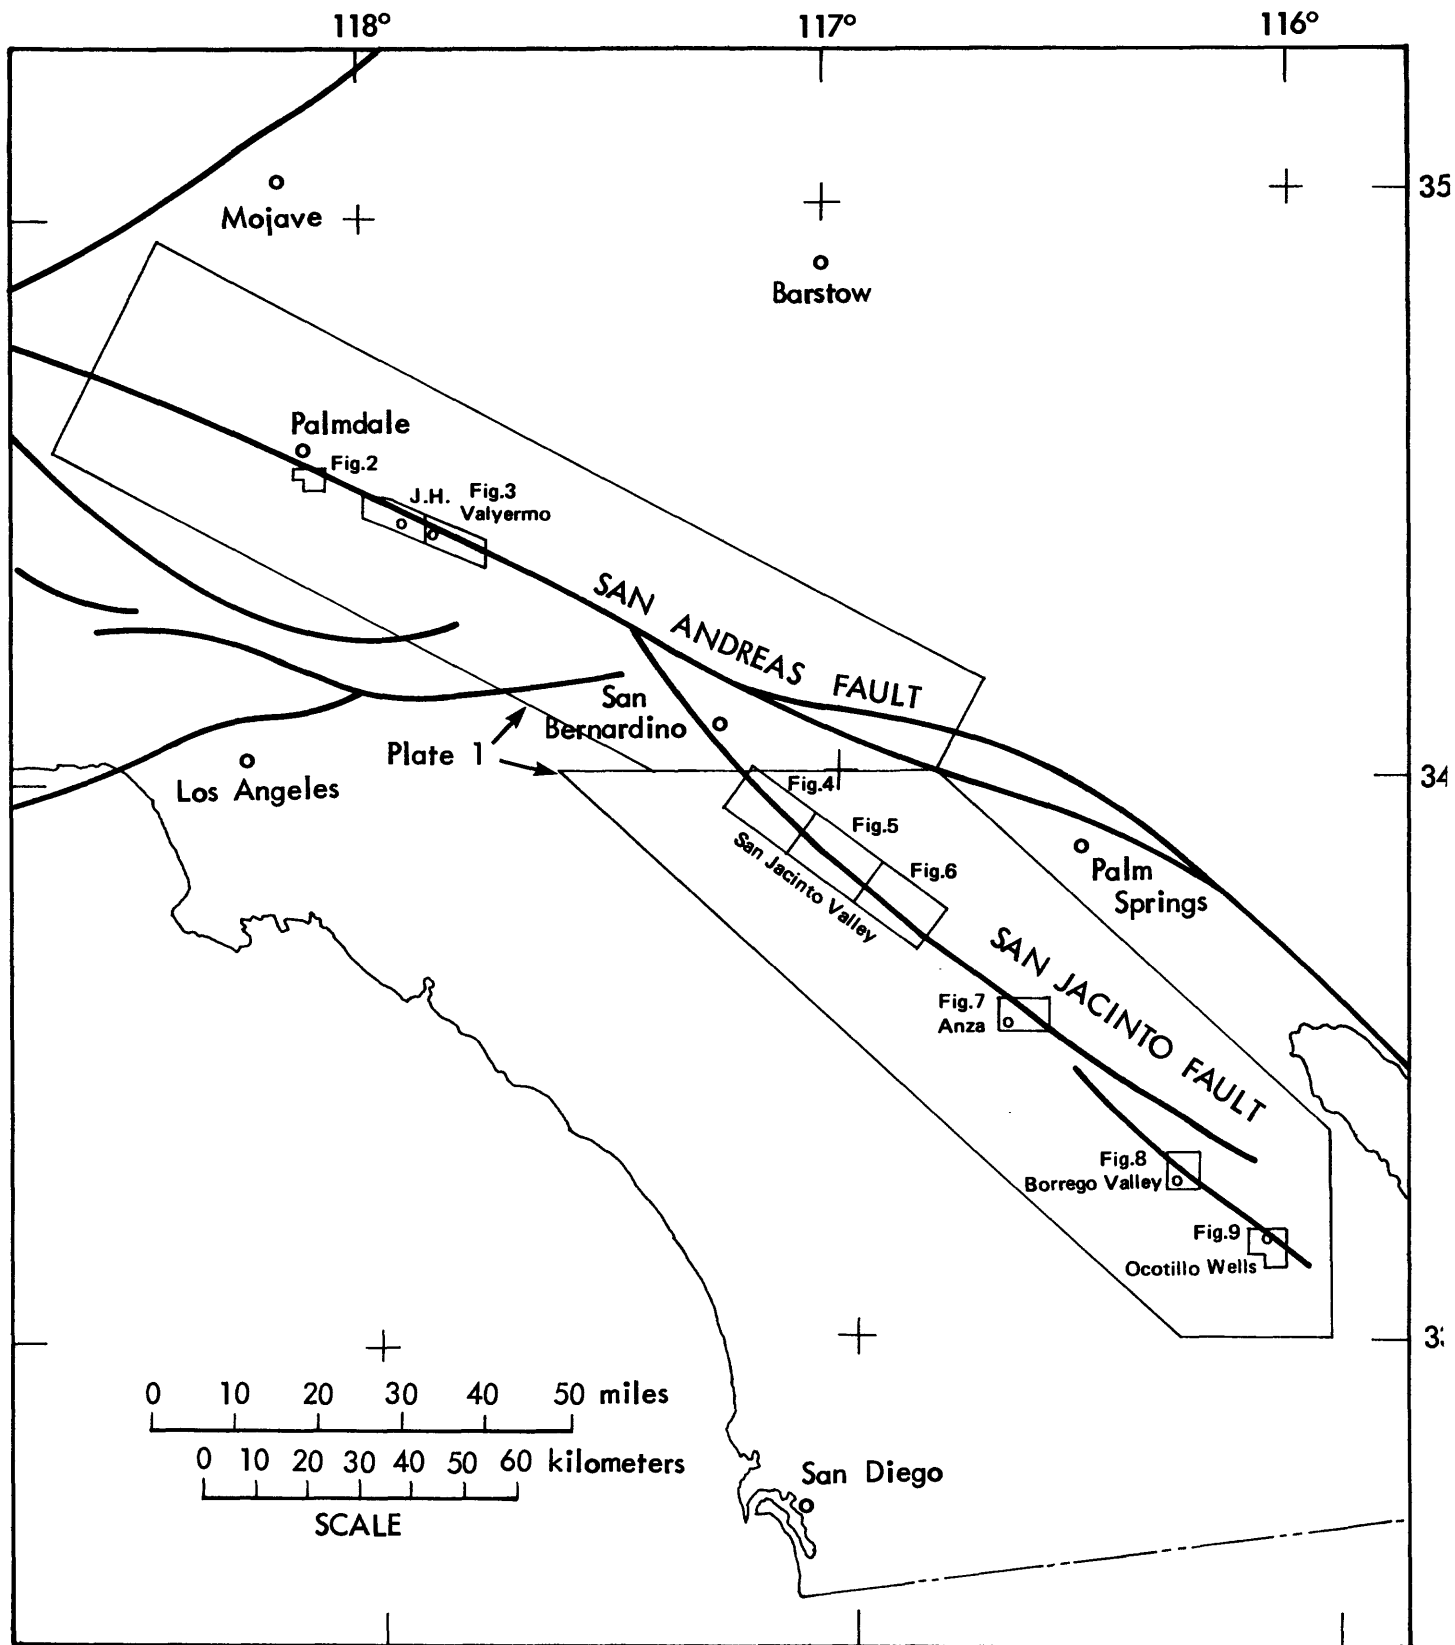 118° 117° 116°
35
Mojave
Barstow
Palmdale
Fig.2
J.H. Fig.3
Valyermo
SAN ANDREAS FAULT
San
Bernardino
Plate 1
Los Angeles
34
Fig.4
Fig.5
Fig.6
San Jacinto Valley
Palm
Springs
SAN JACINTO FAULT
Fig.7
Anza
Fig.8
Borrego Valley
Fig.9
Ocotillo Wells
0 10 20 30 40 50 miles
0 10 20 30 40 50 60 kilometers
SCALE
San Diego